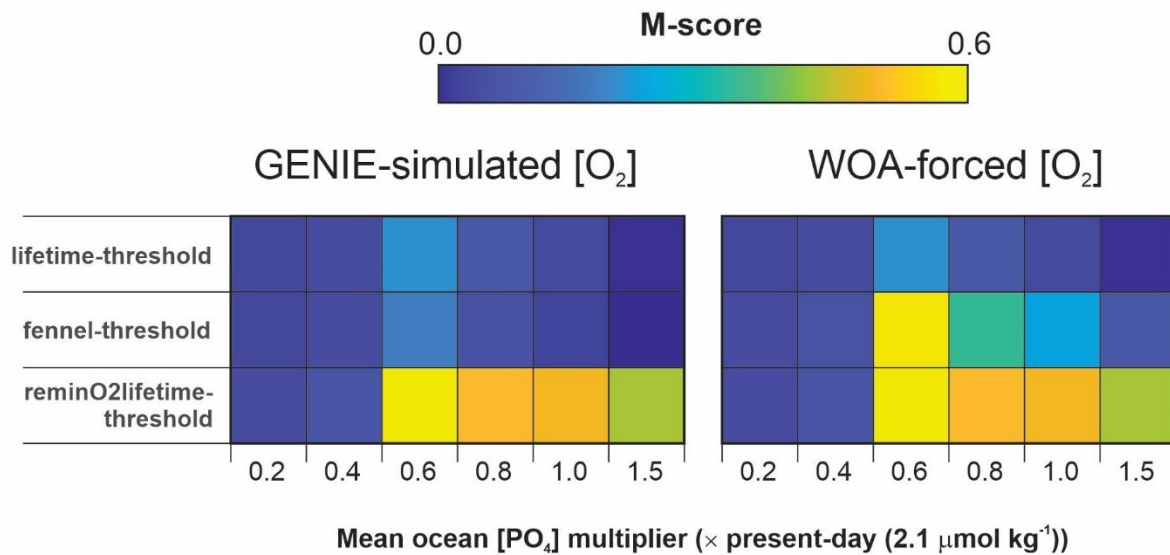 M-score
0.0 0.6
GENIE-simulated [O₂] WOA-forced [O₂]
lifetime-threshold
fennel-threshold
reminO2lifetime-
threshold
0.2 0.4 0.6 0.8 1.0 1.5 0.2 0.4 0.6 0.8 1.0 1.5
Mean ocean [PO₄] multiplier (× present-day (2.1 μmol kg⁻¹))